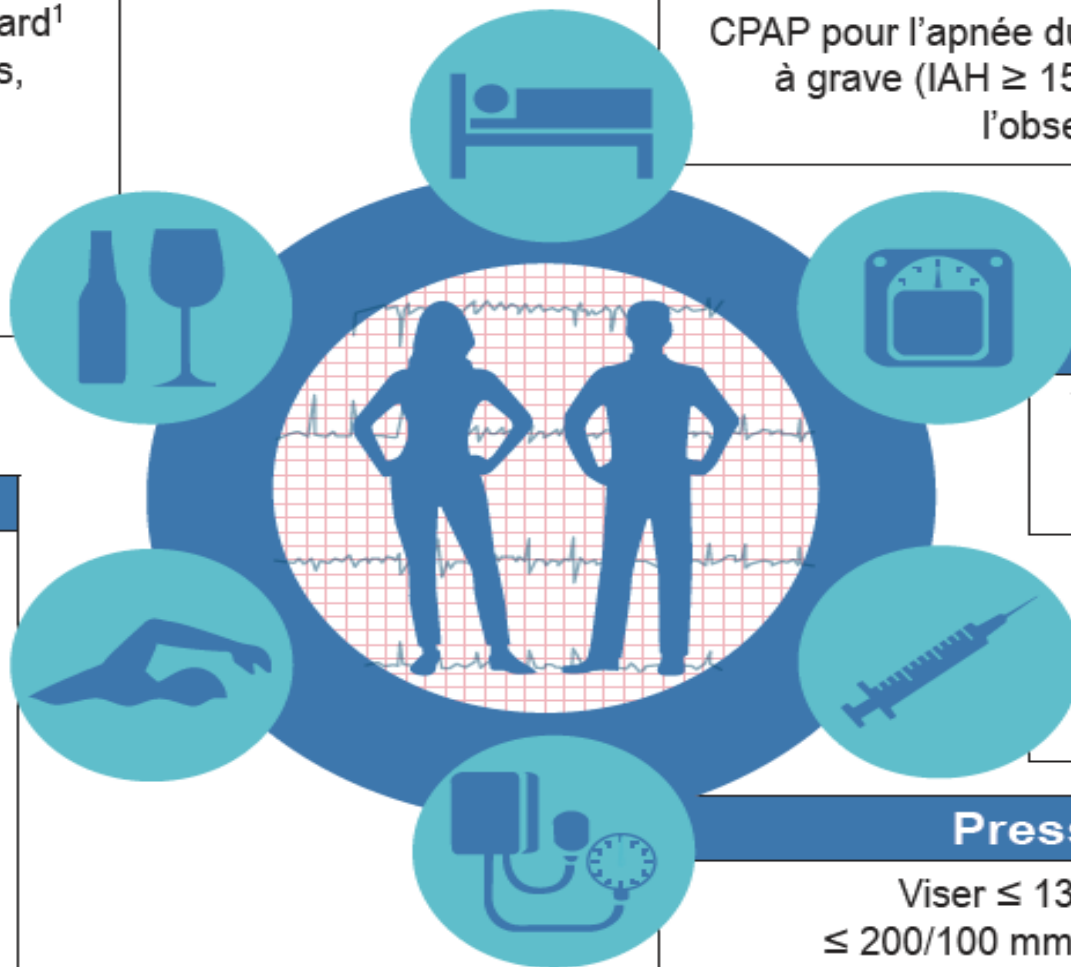 ard¹
s,
CPAP pour l’apnée du
à grave (IAH ≥ 15
l’obse
Press
Viser ≤ 13
≤ 200/100 mm